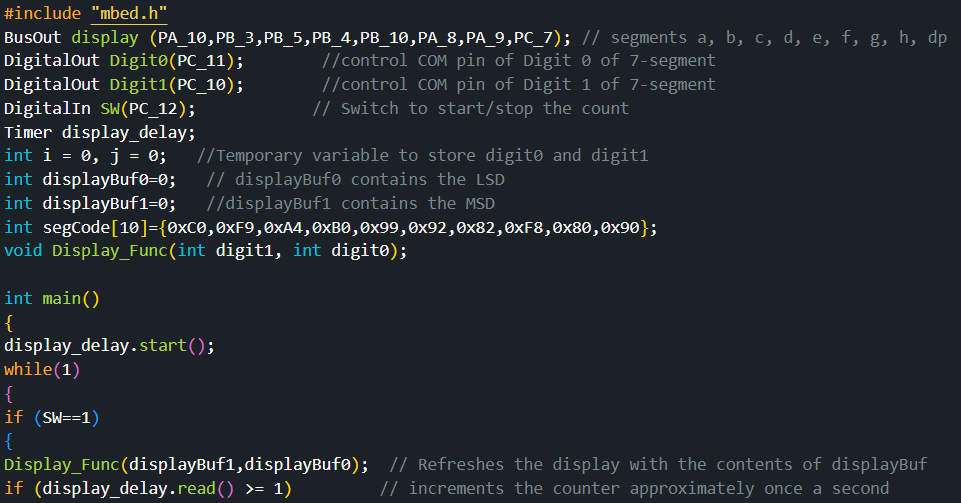 #include "mbed.h"
BusOut display (PA_10,PB_3,PB_5,PB_4,PB_10,PA_8,PA_9,PC_7); // segments a, b, c, d, e, f, g, h, dp
DigitalOut Digit0(PC_11); //control COM pin of Digit 0 of 7-segment
DigitalOut Digit1(PC_10); //control COM pin of Digit 1 of 7-segment
DigitalIn SW(PC_12); // Switch to start/stop the count
Timer display_delay;
int i = 0, j = 0; //Temporary variable to store digit0 and digit1
int displayBuf0=0; // displayBuf0 contains the LSD
int displayBuf1=0; //displayBuf1 contains the MSD
int segCode[10]={0xC0,0xF9,0xA4,0xB0,0x99,0x92,0x82,0xF8,0x80,0x90};
void Display_Func(int digit1, int digit0);
int main()
{
display_delay.start();
while(1)
{
if (SW==1)
{
Display_Func(displayBuf1,displayBuf0); // Refreshes the display with the contents of displayBuf
if (display_delay.read() >= 1) // increments the counter approximately once a second